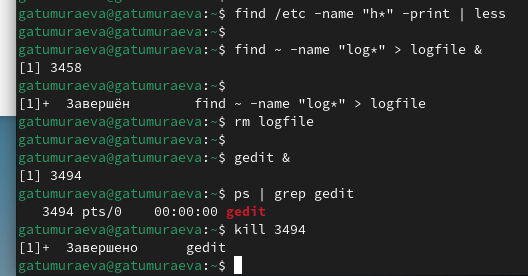 gatumuraeva@gatumuraeva:~$ find /etc -name "h*" -print | less
gatumuraeva@gatumuraeva:~$
gatumuraeva@gatumuraeva:~$ find ~ -name "log*" > logfile &
[1] 3458
gatumuraeva@gatumuraeva:~$
[1]+  Завершён        find ~ -name "log*" > logfile
gatumuraeva@gatumuraeva:~$ rm logfile
gatumuraeva@gatumuraeva:~$
gatumuraeva@gatumuraeva:~$ gedit &
[1] 3494
gatumuraeva@gatumuraeva:~$ ps | grep gedit
   3494 pts/0    00:00:00 gedit
gatumuraeva@gatumuraeva:~$ kill 3494
[1]+  Завершено      gedit
gatumuraeva@gatumuraeva:~$